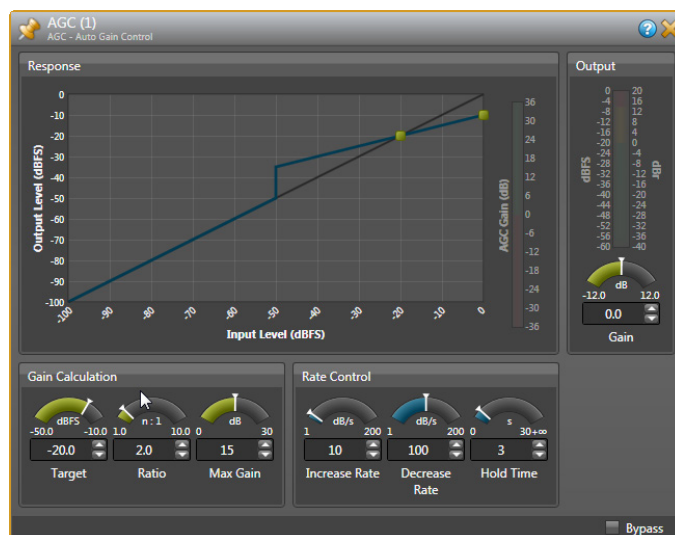 AGC (1)
AGC - Auto Gain Control
?
Response
Output Level (dBFS)
0
-10
-20
-30
-40
-50
-60
-70
-80
-90
-100
-100 -90 -80 -70 -60 -50 -40 -30 -20 -10 0
Input Level (dBFS)
AGC Gain (dB)
36
30
24
18
12
6
0
-6
-12
-18
-24
-30
-36
Output
dBFS
0 20
-4 16
-8 12
-12 8
-16 4
-20 0
-24 -4
-28 -8
-32 -12
-36 -16
-40 -20
-44 -24
-48 -28
-52 -32
-56 -36
-60 -40
dBr
dB
-12.0 12.0
0.0
Gain
Gain Calculation
dBFS
-50.0 -10.0
-20.0
Target
n : 1
1.0 10.0
2.0
Ratio
dB
0 30
15
Max Gain
Rate Control
dB/s
1 200
10
Increase Rate
dB/s
1 200
100
Decrease
Rate
s
0 30+∞
3
Hold Time
Bypass